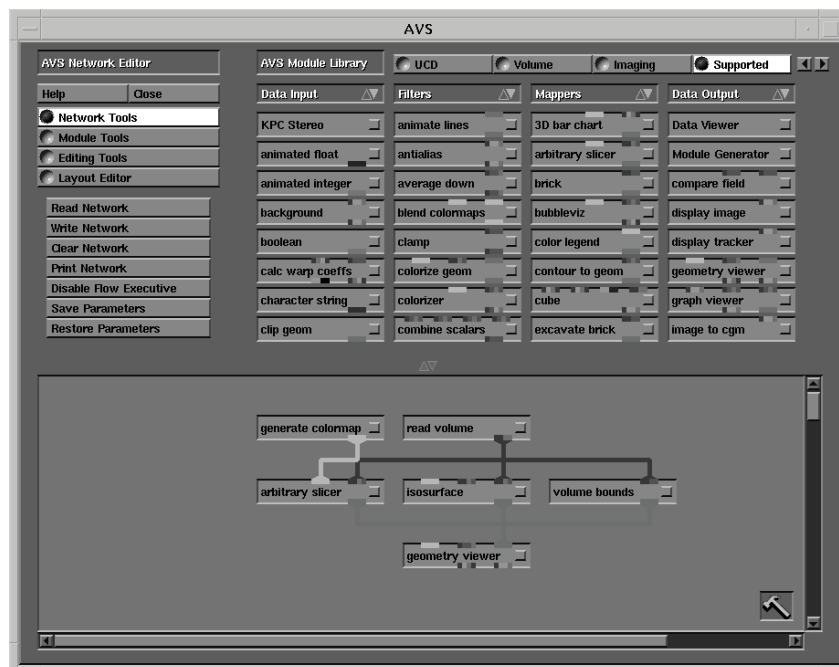 AVS
AVS Network Editor
AVS Module Library
UCD
Volume
Imaging
Supported
Help
Close
Data Input
Filters
Mappers
Data Output
Network Tools
Module Tools
Editing Tools
Layout Editor
Read Network
Write Network
Clear Network
Print Network
Disable Flow Executive
Save Parameters
Restore Parameters
KPC Stereo
animated float
animated integer
background
boolean
calc warp coeffs
character string
clip geom
animate lines
antialias
average down
blend colormaps
clamp
colorize geom
colorizer
combine scalars
3D bar chart
arbitrary slicer
brick
bubbleviz
color legend
contour to geom
cube
excavate brick
Data Viewer
Module Generator
compare field
display image
display tracker
geometry viewer
graph viewer
image to cgm
generate colormap
read volume
arbitrary slicer
isosurface
volume bounds
geometry viewer